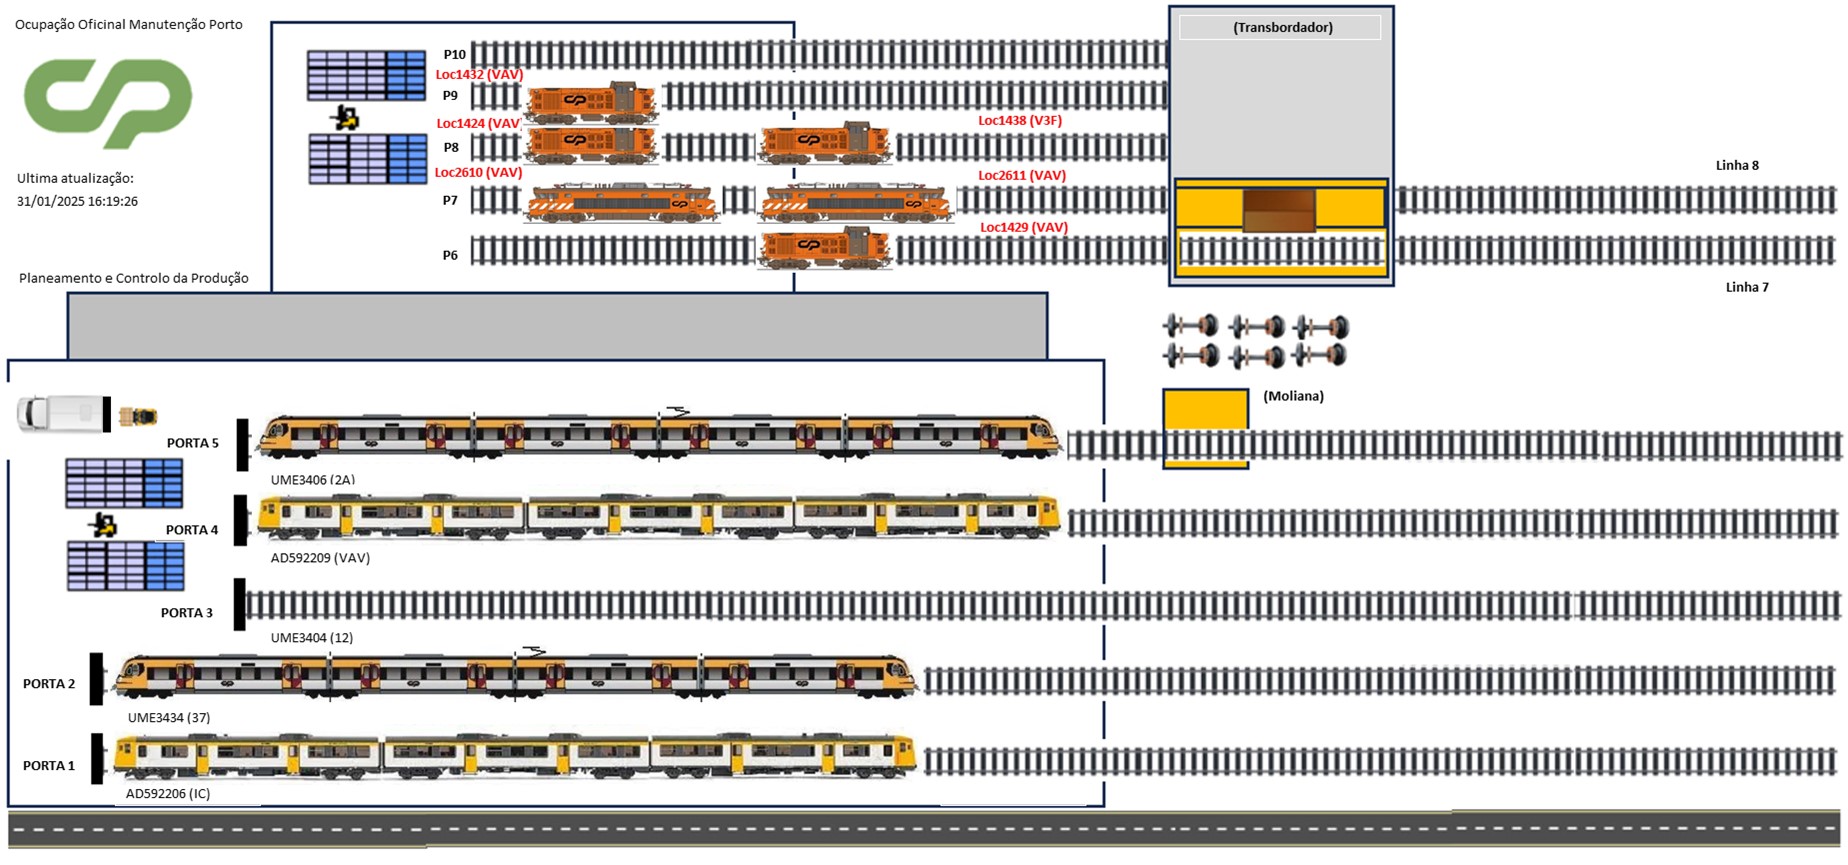 Ocupação Oficinal Manutenção Porto
Ultima atualização:
31/01/2025 16:19:26
Planeamento e Controlo da Produção
P10
Loc1432 (VAV)
P9
Loc1424 (VAV)
Loc1438 (V3F)
P8
Loc2610 (VAV)
Loc2611 (VAV)
P7
Loc1429 (VAV)
P6
(Transbordador)
Linha 8
Linha 7
(Moliana)
PORTA 5
UME3406 (2A)
PORTA 4
AD592209 (VAV)
PORTA 3
UME3404 (12)
PORTA 2
UME3434 (37)
PORTA 1
AD592206 (IC)